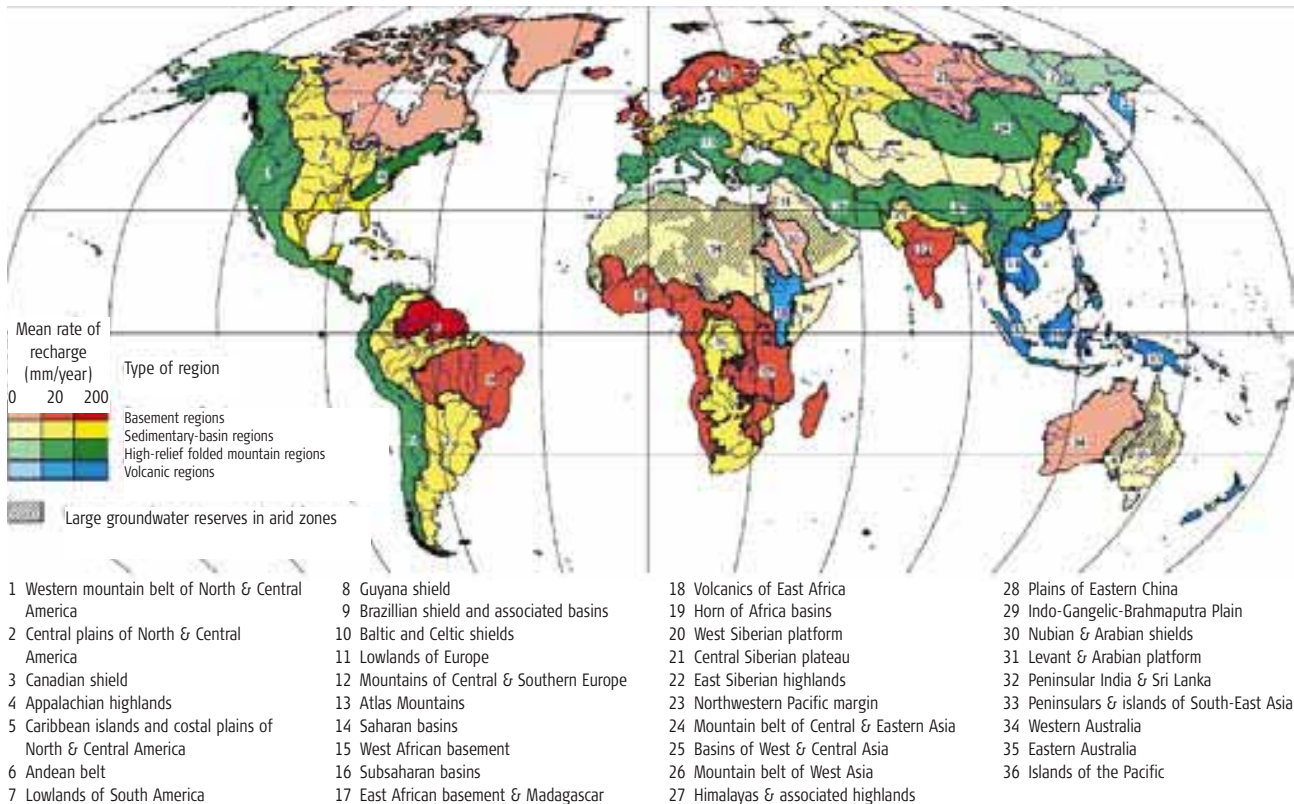 Mean rate of
recharge
(mm/year)
0 20 200
Type of region
Basement regions
Sedimentary-basin regions
High-relief folded mountain regions
Volcanic regions
Large groundwater reserves in arid zones
1 Western mountain belt of North & Central
America
2 Central plains of North & Central
America
3 Canadian shield
4 Appalachian highlands
5 Caribbean islands and costal plains of
North & Central America
6 Andean belt
7 Lowlands of South America
8 Guyana shield
9 Brazillian shield and associated basins
10 Baltic and Celtic shields
11 Lowlands of Europe
12 Mountains of Central & Southern Europe
13 Atlas Mountains
14 Saharan basins
15 West African basement
16 Subsaharan basins
17 East African basement & Madagascar
18 Volcanics of East Africa
19 Horn of Africa basins
20 West Siberian platform
21 Central Siberian plateau
22 East Siberian highlands
23 Northwestern Pacific margin
24 Mountain belt of Central & Eastern Asia
25 Basins of West & Central Asia
26 Mountain belt of West Asia
27 Himalayas & associated highlands
28 Plains of Eastern China
29 Indo-Gangelic-Brahmaputra Plain
30 Nubian & Arabian shields
31 Levant & Arabian platform
32 Peninsular India & Sri Lanka
33 Peninsulars & islands of South-East Asia
34 Western Australia
35 Eastern Australia
36 Islands of the Pacific